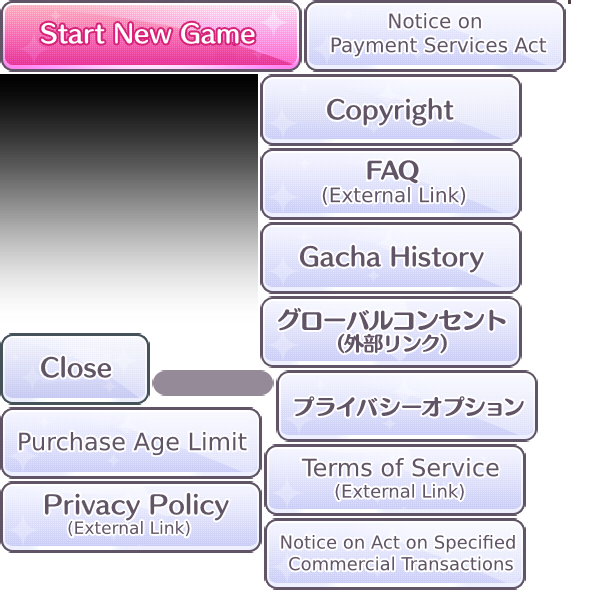 Start New Game
Notice on
Payment Services Act
Copyright
FAQ
(External Link)
Gacha History
グローバルコンセント
(外部リンク)
Close
プライバシーオプション
Purchase Age Limit
Terms of Service
(External Link)
Privacy Policy
(External Link)
Notice on Act on Specified
Commercial Transactions